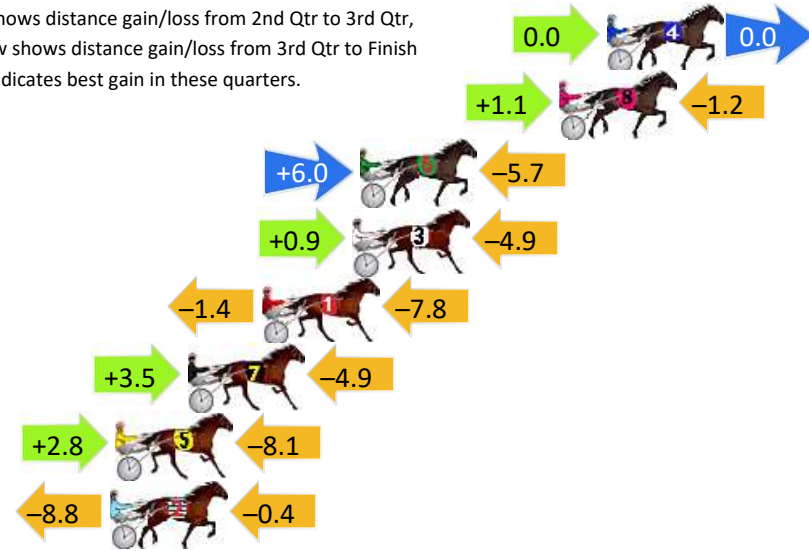 hows distance gain/loss from 2nd Qtr to 3rd Qtr,
w shows distance gain/loss from 3rd Qtr to Finish
dicates best gain in these quarters.
0.0 4 0.0
+1.1 8 –1.2
+6.0 6 –5.7
+0.9 3 –4.9
–1.4 1 –7.8
+3.5 7 –4.9
+2.8 5 –8.1
–8.8 2 –0.4